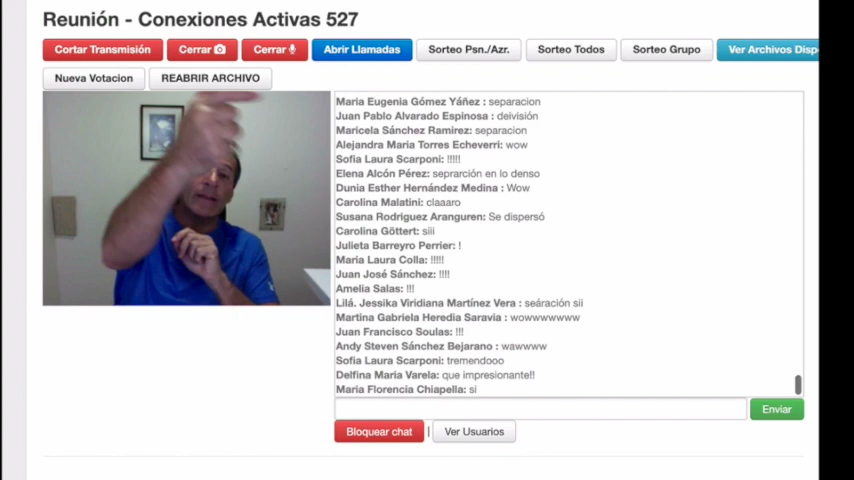 Reunión - Conexiones Activas 527
Cortar Transmisión Cerrar Cerrar Abrir Llamadas Sorteo Psn./Azr. Sorteo Todos Sorteo Grupo Ver Archivos Disp
Nueva Votacion REABRIR ARCHIVO
Maria Eugenia Gómez Yáñez : separacion
Juan Pablo Alvarado Espinosa : deivisión
Maricela Sánchez Ramirez: separacion
Alejandra Maria Torres Echeverri: wow
Sofia Laura Scarponi: !!!!!
Elena Alcón Pérez: seprarción en lo denso
Dunia Esther Hernández Medina : Wow
Carolina Malatini: claaaro
Susana Rodriguez Aranguren: Se dispersó
Carolina Göttert: siii
Julieta Barreyro Perrier: !
Maria Laura Colla: !!!!!
Juan José Sánchez: !!!!
Amelia Salas: !!!
Lilá. Jessika Viridiana Martínez Vera : seáración sii
Martina Gabriela Heredia Saravia : wowwwwwww
Juan Francisco Soulas: !!!
Andy Steven Sánchez Bejarano : wawwww
Sofia Laura Scarponi: tremendooo
Delfina Maria Varela: que impresionante!!
Maria Florencia Chiapella: si
Enviar
Bloquear chat | Ver Usuarios